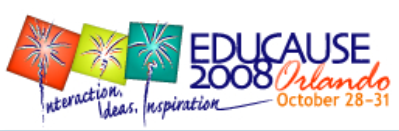 EDUCAUSE
2008 Orlando
October 28-31
Interaction,
Ideas, Inspiration